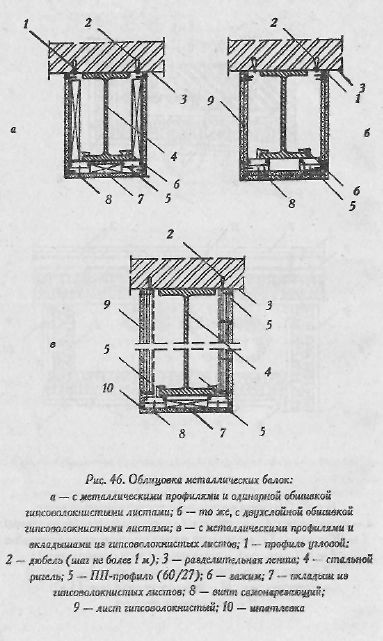 1
2
3
4
6
5
7
8
а
2
3
1
9
б
6
5
8
2
9
3
5
в
5
4
10
8
7
5
Рис. 46. Облицовка металлических балок:
а — с металлическими профилями и одинарной обшивкой
гипсоволокнистыми листами; б — то же, с двухслойной обшивкой
гипсоволокнистыми листами; в — с металлическими профилями и
вкладышами из гипсоволокнистых листов; 1 — профиль угловой;
2 — дюбель (шаг не более 1 м); 3 — разделительная лента; 4 — стальной
ригель; 5 — ПП-профиль (60/27); 6 — зажим; 7 — вкладыш из
гипсоволокнистых листов; 8 — винт самонарезающий;
9 — лист гипсоволокнистый; 10 — шпатлевка